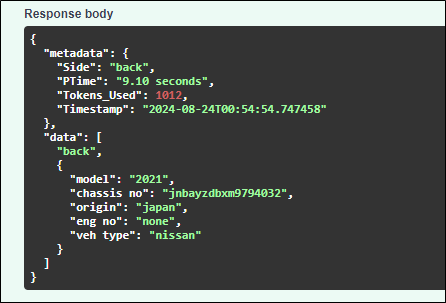 Response body
{
  "metadata": {
    "Side": "back",
    "PTime": "9.10 seconds",
    "Tokens_Used": 1012,
    "Timestamp": "2024-08-24T00:54:54.747458"
  },
  "data": [
    "back",
    {
      "model": "2021",
      "chassis no": "jnbayzdbxm9794032",
      "origin": "japan",
      "eng no": "none",
      "veh type": "nissan"
    }
  ]
}